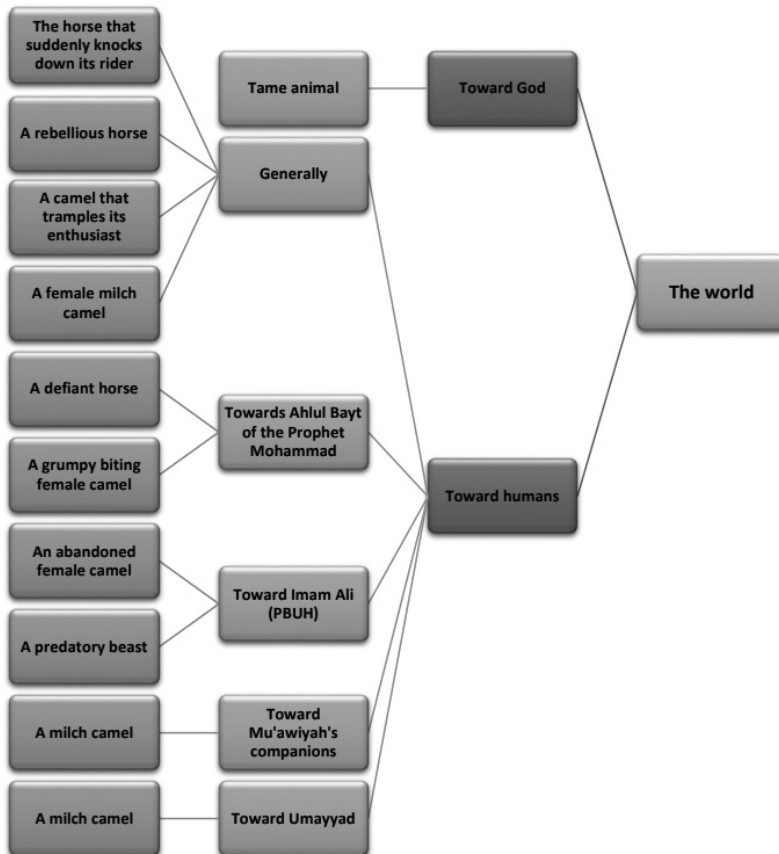 The horse that
suddenly knocks
down its rider
A rebellious horse
A camel that
tramples its
enthusiast
A female milch
camel
A defiant horse
A grumpy biting
female camel
An abandoned
female camel
A predatory beast
A milch camel
A milch camel
Tame animal
Generally
Towards Ahlul Bayt
of the Prophet
Mohammad
Toward Imam Ali
(PBUH)
Toward
Mu'awiyah's
companions
Toward Umayyad
Toward God
Toward humans
The world